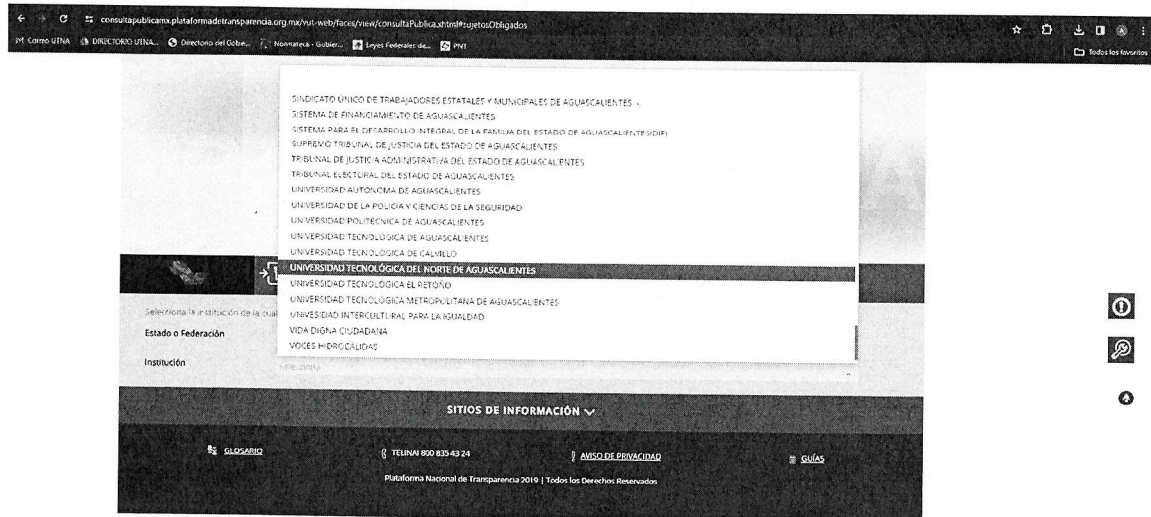 consultapublicamx.plataformadetransparencia.org.mx/vut-web/faces/view/consultaPublica.xhtml#sujetosObligados
Correo UTNA DIRECTORIO UTNA... Directorio del Gobie... Normateca - Gobier... Leyes Federales de... PNT Todos los favoritos
SINDICATO ÚNICO DE TRABAJADORES ESTATALES Y MUNICIPALES DE AGUASCALIENTES
SISTEMA DE FINANCIAMIENTO DE AGUASCALIENTES
SISTEMA PARA EL DESARROLLO INTEGRAL DE LA FAMILIA DEL ESTADO DE AGUASCALIENTES(DIF)
SUPREMO TRIBUNAL DE JUSTICIA DEL ESTADO DE AGUASCALIENTES
TRIBUNAL DE JUSTICIA ADMINISTRATIVA DEL ESTADO DE AGUASCALIENTES
TRIBUNAL ELECTORAL DEL ESTADO DE AGUASCALIENTES
UNIVERSIDAD AUTÓNOMA DE AGUASCALIENTES
UNIVERSIDAD DE LA POLICIA Y CIENCIAS DE LA SEGURIDAD
UNIVERSIDAD POLITÉCNICA DE AGUASCALIENTES
UNIVERSIDAD TECNOLÓGICA DE AGUASCALIENTES
UNIVERSIDAD TECNOLÓGICA DE CALVILLO
UNIVERSIDAD TECNOLÓGICA DEL NORTE DE AGUASCALIENTES
UNIVERSIDAD TECNOLÓGICA EL RETOÑO
UNIVERSIDAD TECNOLÓGICA METROPOLITANA DE AGUASCALIENTES
UNIVESIDAD INTERCULTURAL PARA LA IGUALDAD
VIDA DIGNA CIUDADANA
VOCES HIDROCÁLIDAS
Selecciona la institución de la cual
Estado o Federación
Institución
Selecciona
SITIOS DE INFORMACIÓN
GLOSARIO TELINAI 800 835 43 24 AVISO DE PRIVACIDAD GUÍAS
Plataforma Nacional de Transparencia 2019 | Todos los Derechos Reservados